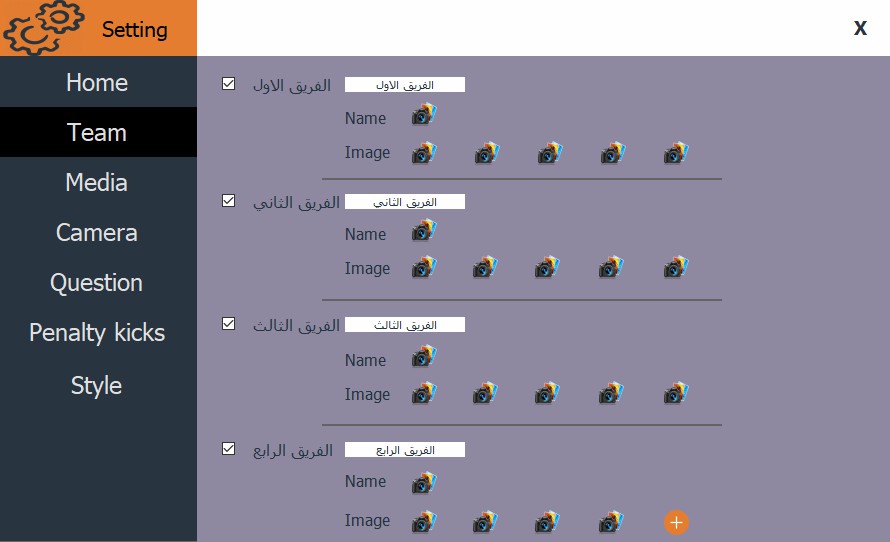 Setting
X
Home
Team
Media
Camera
Question
Penalty kicks
Style
الفريق الاول
الفريق الاول
Name
Image
الفريق الثاني
الفريق الثاني
Name
Image
الفريق الثالث
الفريق الثالث
Name
Image
الفريق الرابع
الفريق الرابع
Name
Image